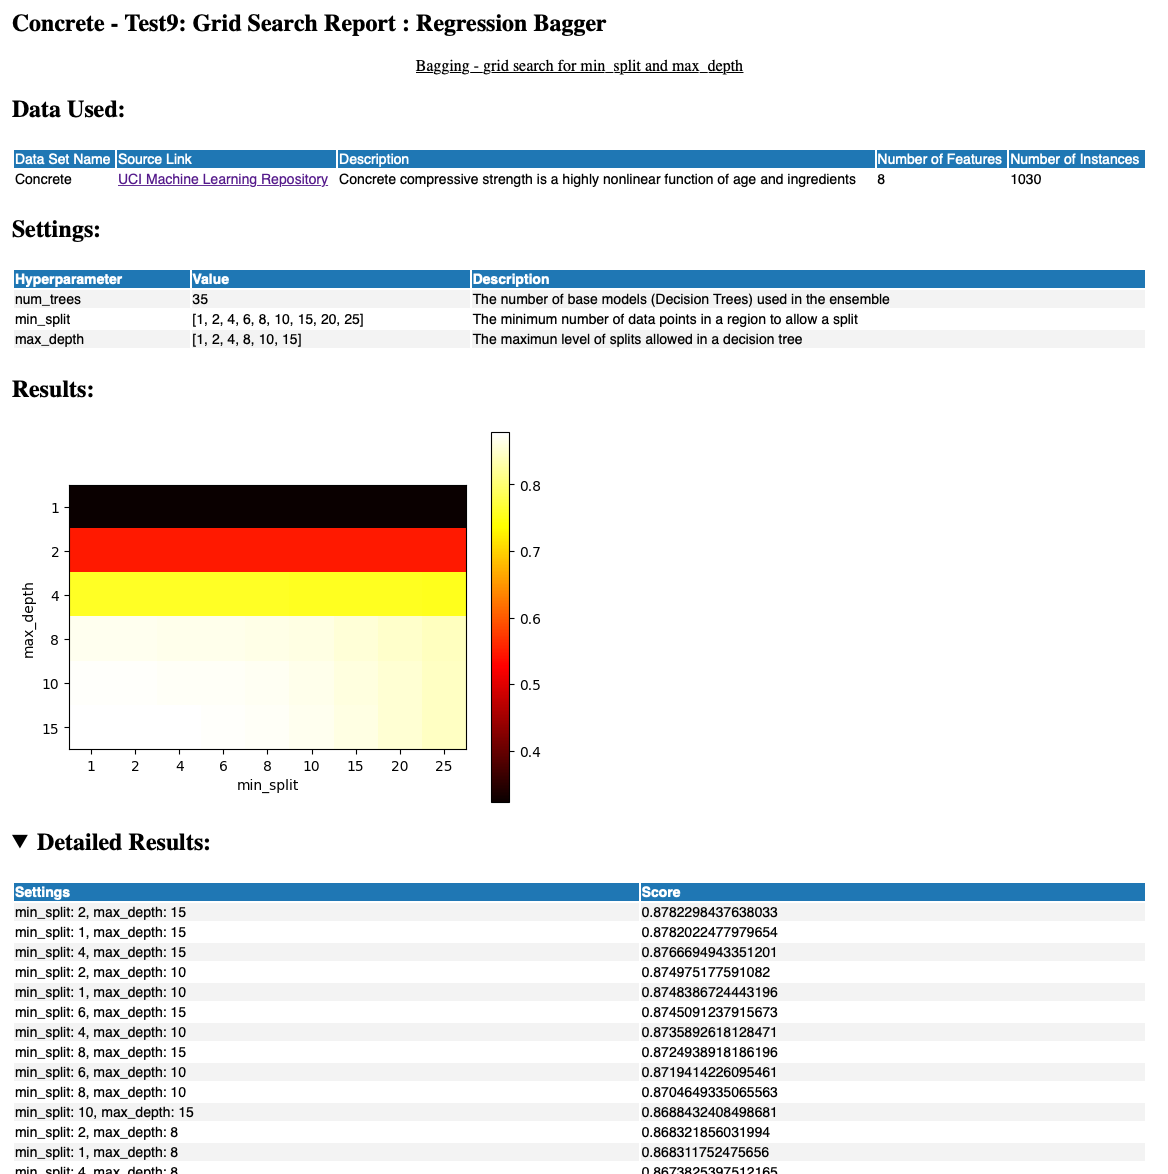 Concrete - Test9: Grid Search Report : Regression Bagger
Bagging - grid search for min_split and max_depth
Data Used:
Data Set Name Source Link Description Number of Features Number of Instances
Concrete UCI Machine Learning Repository Concrete compressive strength is a highly nonlinear function of age and ingredients 8 1030
Settings:
Hyperparameter Value Description
num_trees 35 The number of base models (Decision Trees) used in the ensemble
min_split [1, 2, 4, 6, 8, 10, 15, 20, 25] The minimum number of data points in a region to allow a split
max_depth [1, 2, 4, 8, 10, 15] The maximun level of splits allowed in a decision tree
Results:
max_depth
1
2
4
8
10
15
1 2 4 6 8 10 15 20 25
min_split
0.8
0.7
0.6
0.5
0.4
▼ Detailed Results:
Settings Score
min_split: 2, max_depth: 15 0.8782298437638033
min_split: 1, max_depth: 15 0.8782022477979654
min_split: 4, max_depth: 15 0.8766694943351201
min_split: 2, max_depth: 10 0.874975177591082
min_split: 1, max_depth: 10 0.8748386724443196
min_split: 6, max_depth: 15 0.8745091237915673
min_split: 4, max_depth: 10 0.8735892618128471
min_split: 8, max_depth: 15 0.8724938918186196
min_split: 6, max_depth: 10 0.8719414226095461
min_split: 8, max_depth: 10 0.8704649335065563
min_split: 10, max_depth: 15 0.8688432408498681
min_split: 2, max_depth: 8 0.868321856031994
min_split: 1, max_depth: 8 0.868311752475656
min_split: 4, max_depth: 8 0.8673825397512165